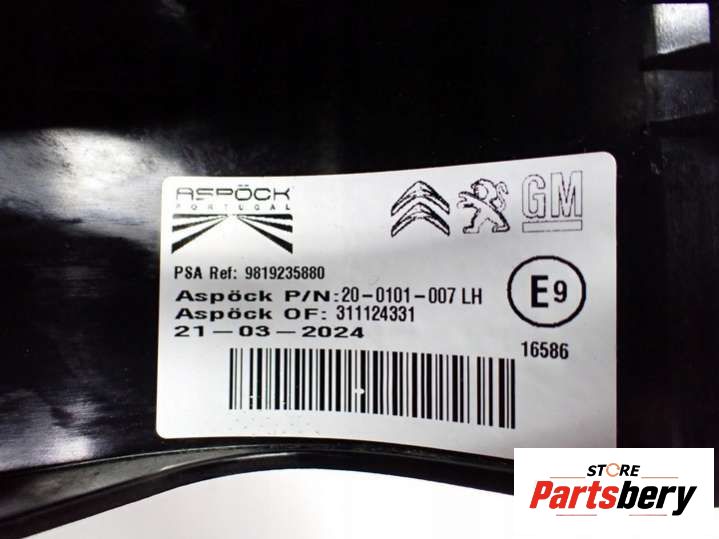 ASPÖCK
PORTUGAL
GM
PSA Ref: 9819235880
Aspöck P/N:20-0101-007 LH
Aspöck OF: 311124331
21-03-2024
E9
16586
STORE
Partsbery